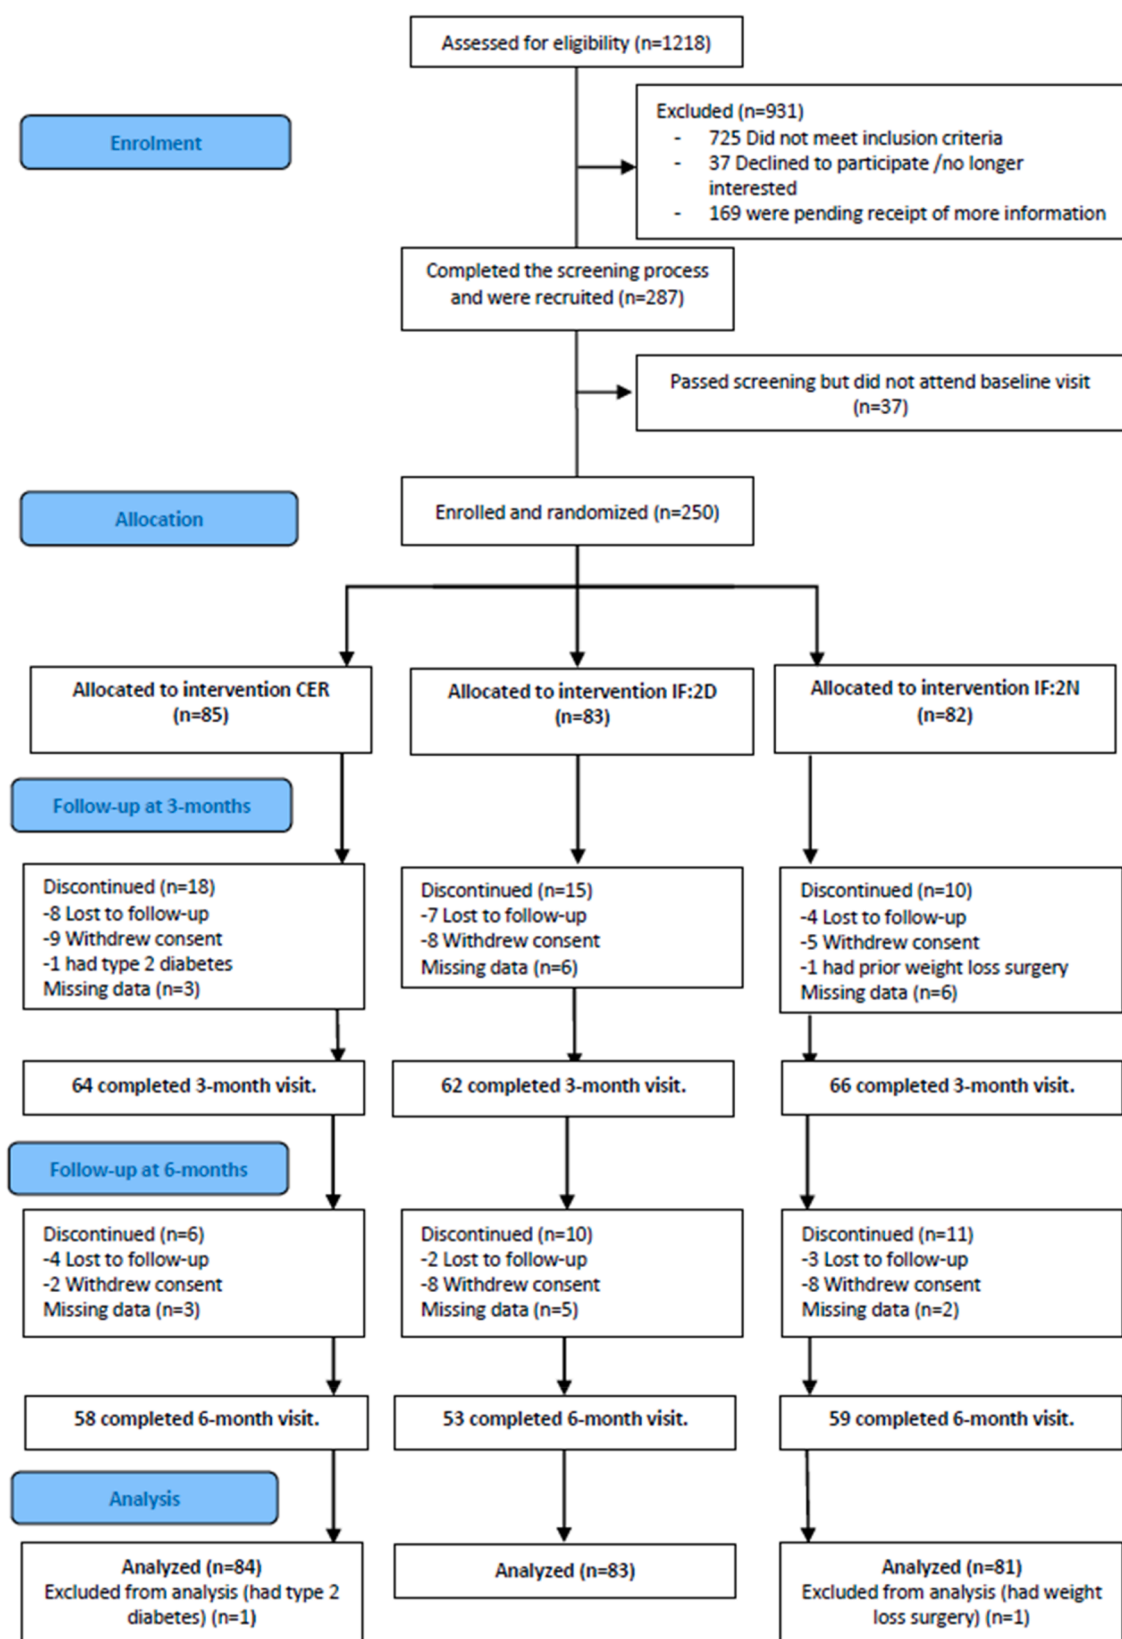 Assessed for eligibility (n=1218)
Enrolment
Excluded (n=931)
- 725 Did not meet inclusion criteria
- 37 Declined to participate /no longer
interested
- 169 were pending receipt of more information
Completed the screening process
and were recruited (n=287)
Passed screening but did not attend baseline visit
(n=37)
Allocation
Enrolled and randomized (n=250)
Allocated to intervention CER
(n=85)
Allocated to intervention IF:2D
(n=83)
Allocated to intervention IF:2N
(n=82)
Follow-up at 3-months
Discontinued (n=18)
-8 Lost to follow-up
-9 Withdrew consent
-1 had type 2 diabetes
Missing data (n=3)
Discontinued (n=15)
-7 Lost to follow-up
-8 Withdrew consent
Missing data (n=6)
Discontinued (n=10)
-4 Lost to follow-up
-5 Withdrew consent
-1 had prior weight loss surgery
Missing data (n=6)
64 completed 3-month visit.
62 completed 3-month visit.
66 completed 3-month visit.
Follow-up at 6-months
Discontinued (n=6)
-4 Lost to follow-up
-2 Withdrew consent
Missing data (n=3)
Discontinued (n=10)
-2 Lost to follow-up
-8 Withdrew consent
Missing data (n=5)
Discontinued (n=11)
-3 Lost to follow-up
-8 Withdrew consent
Missing data (n=2)
58 completed 6-month visit.
53 completed 6-month visit.
59 completed 6-month visit.
Analysis
Analyzed (n=84)
Excluded from analysis (had type 2
diabetes) (n=1)
Analyzed (n=83)
Analyzed (n=81)
Excluded from analysis (had weight
loss surgery) (n=1)